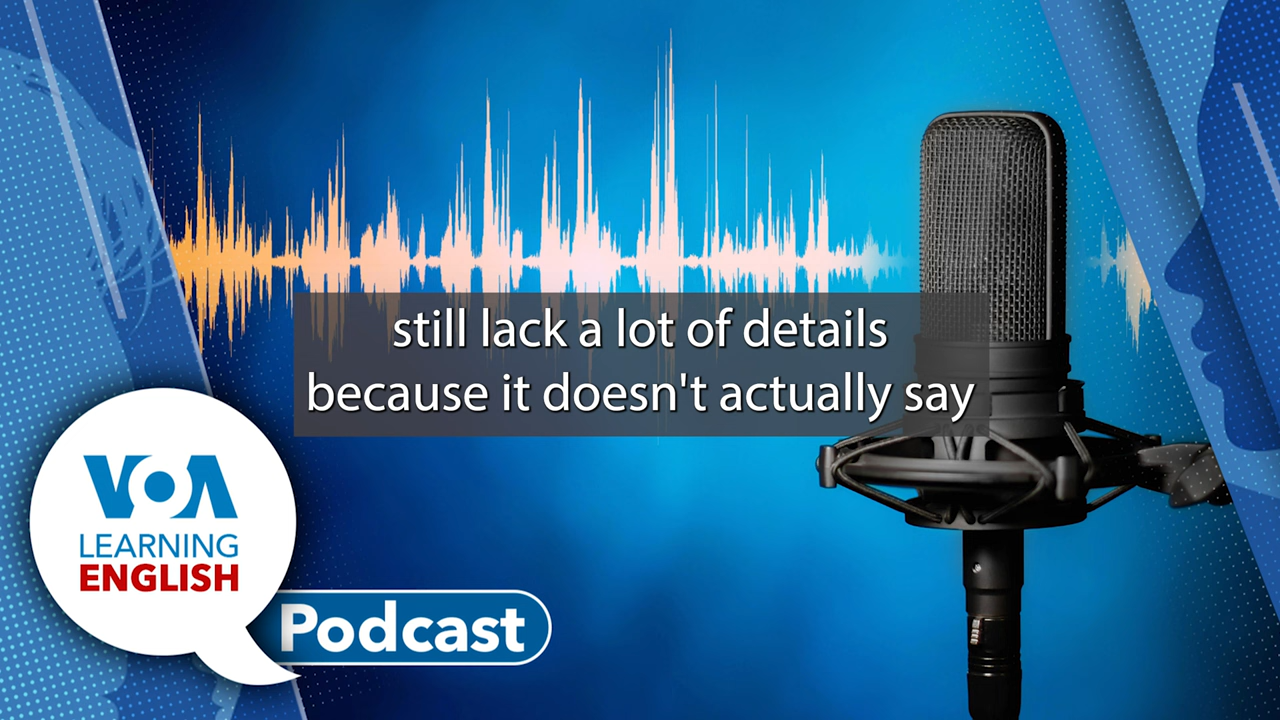 still lack a lot of details
because it doesn't actually say
VOA
LEARNING
ENGLISH
Podcast